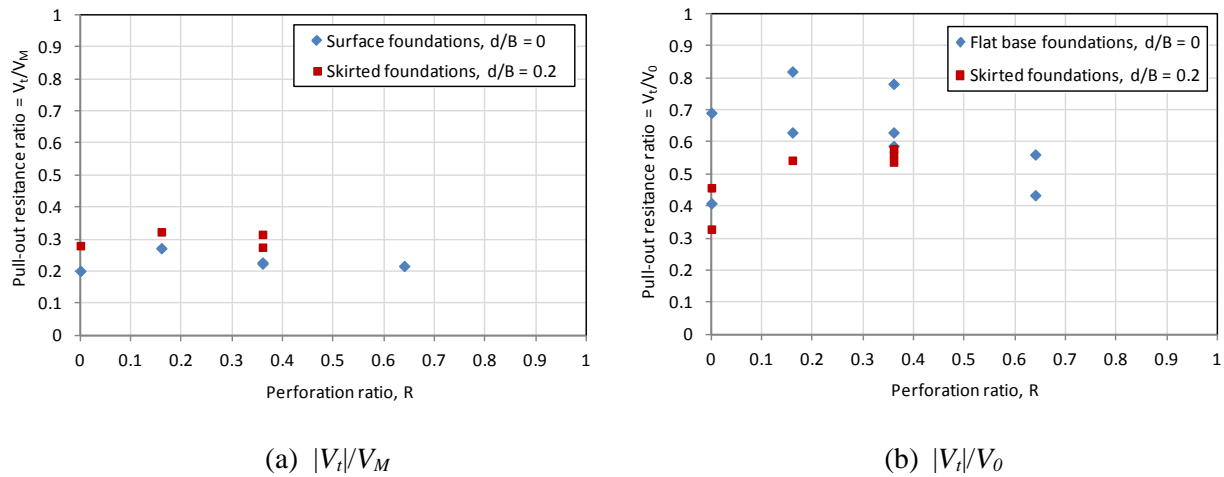 Pull-out resitance ratio = Vt/VM
1
0.9
0.8
0.7
0.6
0.5
0.4
0.3
0.2
0.1
0
Surface foundations, d/B = 0
Skirted foundations, d/B = 0.2
0 0.1 0.2 0.3 0.4 0.5 0.6 0.7 0.8 0.9 1
Perforation ratio, R
(a) |Vt|/VM
Pull-out resitance ratio = Vt/V0
1
0.9
0.8
0.7
0.6
0.5
0.4
0.3
0.2
0.1
0
Flat base foundations, d/B = 0
Skirted foundations, d/B = 0.2
0 0.1 0.2 0.3 0.4 0.5 0.6 0.7 0.8 0.9 1
Perforation ratio, R
(b) |Vt|/V0